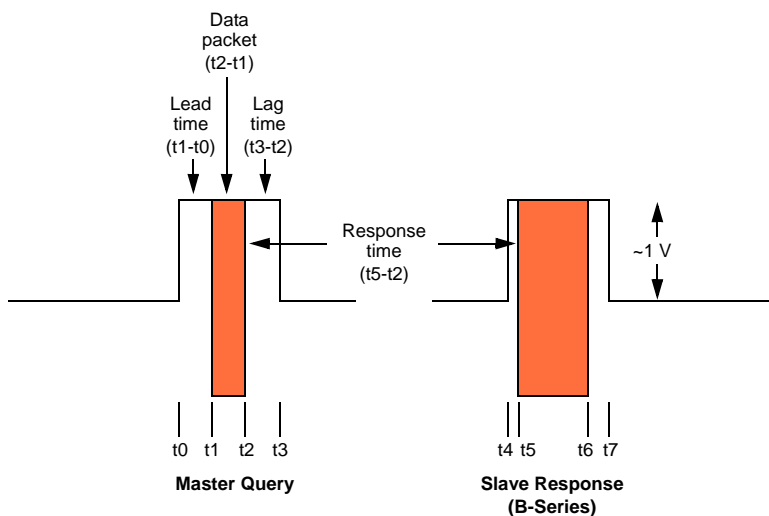 Data
packet
(t2-t1)
Lead
time
(t1-t0)
Lag
time
(t3-t2)
Response
time
(t5-t2)
~1 V
t0
t1
t2
t3
t4
t5
t6
t7
Master Query
Slave Response
(B-Series)